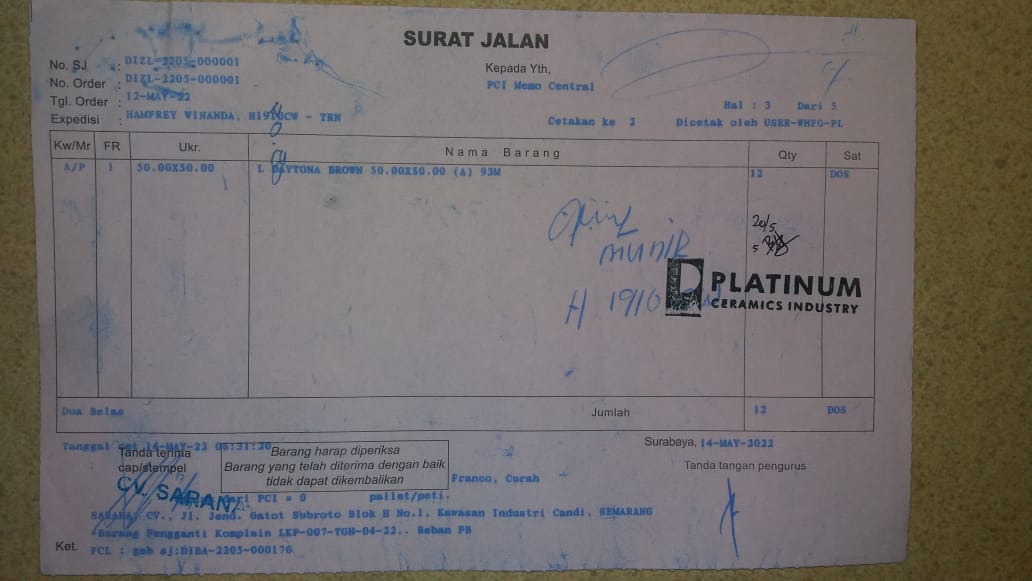 SURAT JALAN
No. SJ : DIZL-2205-000001
No. Order : DIZL-2205-000001
Tgl. Order : 12-MAY-22
Expedisi : HAMFREY WINANDA, H1910CW - TRN
Kepada Yth,
PCI Memo Central
Hal : 3 Dari 5
Cetakan ke 2 Dicetak oleh USER-WHFG-PL
Kw/Mr FR Ukr. Nama Barang Qty Sat
A/P 1 50.00X50.00 L DAYTONA BROWN 50.00X50.00 (A) 93M 12 DOS
20/5
MUNIR
PLATINUM
CERAMICS INDUSTRY
H 1910
Dua Belas Jumlah 12 DOS
Tanggal cet 14-MAY-22 06:31:20
Surabaya, 14-MAY-2022
Tanda terima
cap/stempel
Barang harap diperiksa
Barang yang telah diterima dengan baik
tidak dapat dikembalikan
Tanda tangan pengurus
Franco, Curah
CV. SARANA
dari PCI = 0 pallet/peti.
SARANA, CV., Jl. Jend. Gatot Subroto Blok H No.1, Kawasan Industri Candi, SEMARANG
*Barang Pengganti Komplain LKP-007-TGH-04-22.. Beban PB
Ket. PCL : gab sj:DIBA-2205-000176